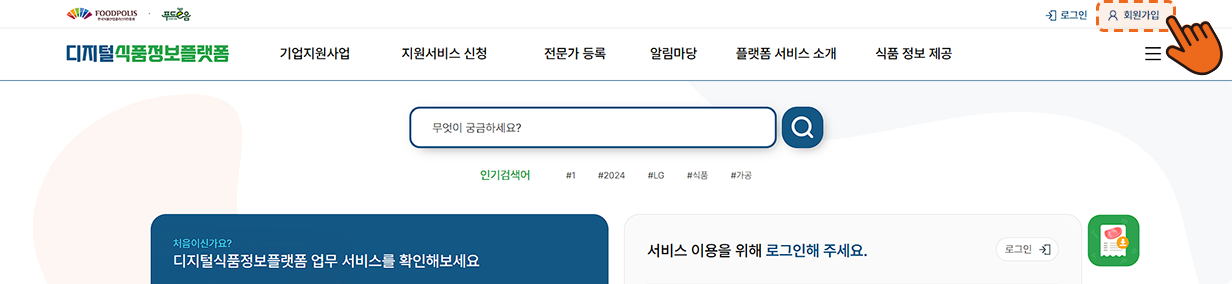 FOODPOLIS 푸드e음 로그인 회원가입
디지털식품정보플랫폼 기업지원사업 지원서비스 신청 전문가 등록 알림마당 플랫폼 서비스 소개 식품 정보 제공
무엇이 궁금하세요?
인기검색어 #1 #2024 #LG #식품 #가공
처음이신가요?
디지털식품정보플랫폼 업무 서비스를 확인해보세요
서비스 이용을 위해 로그인해 주세요. 로그인